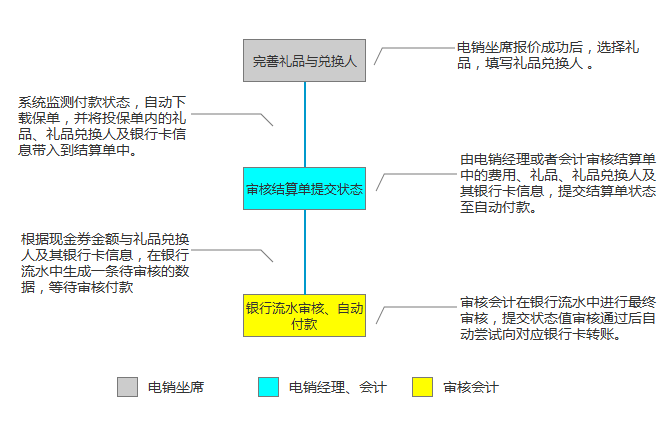 完善礼品与兑换人
电销坐席报价成功后，选择礼
品，填写礼品兑换人 。
系统监测付款状态，自动下
载保单，并将投保单内的礼
品、礼品兑换人及银行卡信
息带入到结算单中。
审核结算单提交状态
由电销经理或者会计审核结算单
中的费用、礼品、礼品兑换人及
其银行卡信息，提交结算单状态
至自动付款。
根据现金券金额与礼品兑换
人及其银行卡信息，在银行
流水中生成一条待审核的数
据，等待审核付款
银行流水审核、自动
付款
审核会计在银行流水中进行最终
审核，提交状态值审核通过后自
动尝试向对应银行卡转账。
电销坐席
电销经理、会计
审核会计